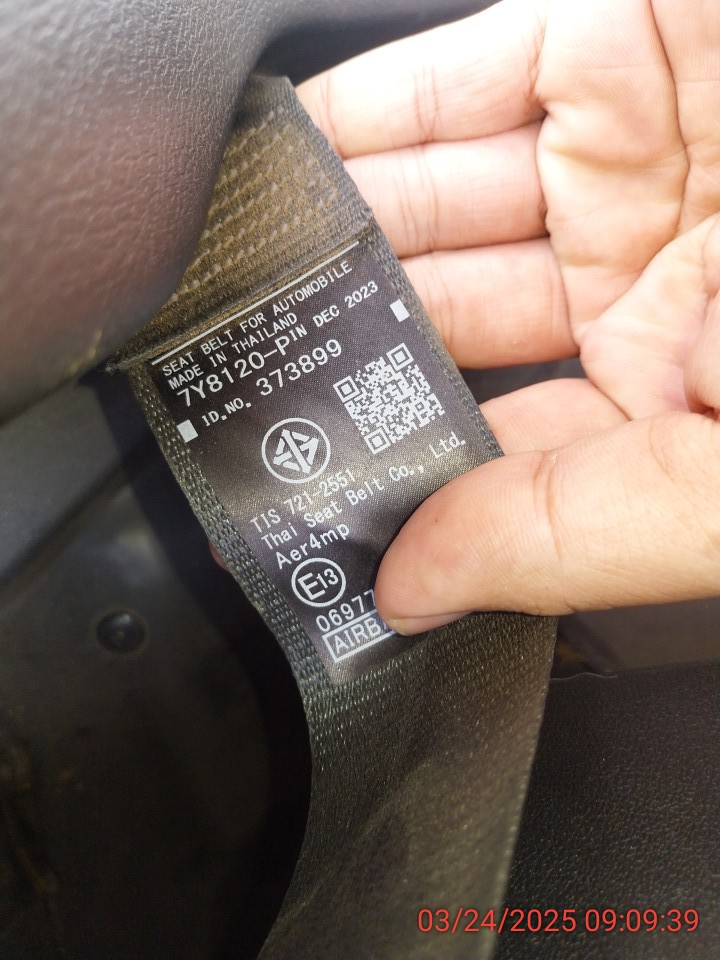 SEAT BELT FOR AUTOMOBILE
MADE IN THAILAND
7Y8120-PIN DEC 2023
ID.NO. 373899
TIS 721-2551
Thai Seat Belt Co., Ltd.
Aer4mp
E13
03/24/2025 09:09:39